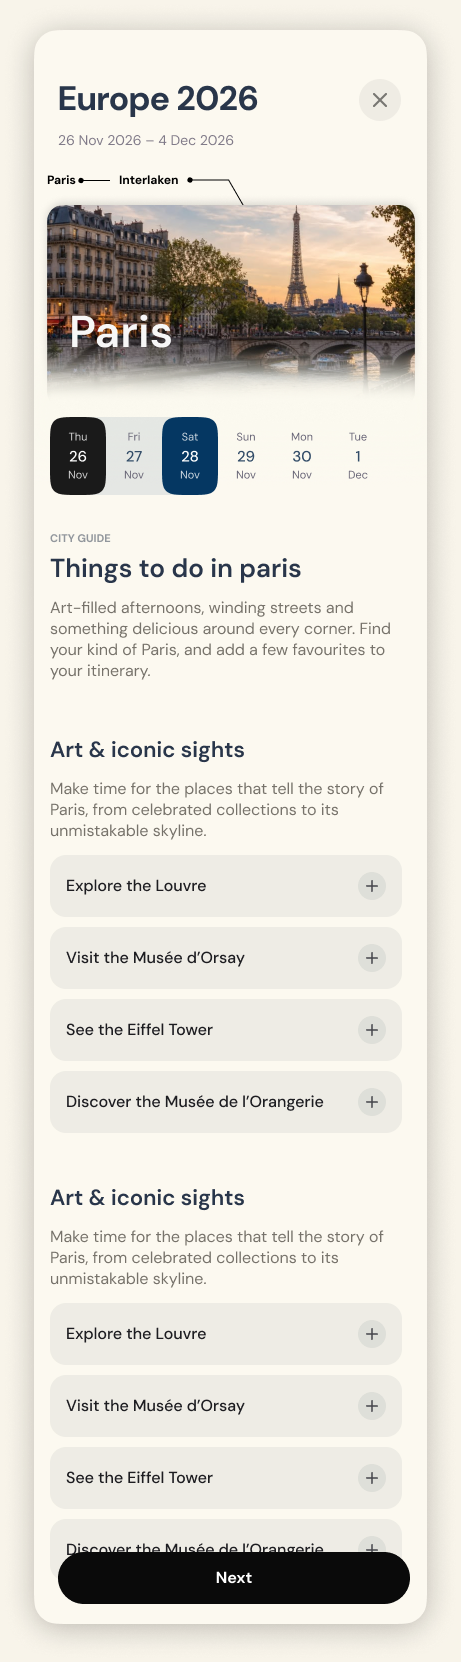 Europe 2026
26 Nov 2026 – 4 Dec 2026
Paris Interlaken
Paris
Thu Fri Sat Sun Mon Tue
26 27 28 29 30 1
Nov Nov Nov Nov Nov Dec
CITY GUIDE
Things to do in paris
Art-filled afternoons, winding streets and
something delicious around every corner. Find
your kind of Paris, and add a few favourites to
your itinerary.
Art & iconic sights
Make time for the places that tell the story of
Paris, from celebrated collections to its
unmistakable skyline.
Explore the Louvre
Visit the Musée d’Orsay
See the Eiffel Tower
Discover the Musée de l’Orangerie
Art & iconic sights
Make time for the places that tell the story of
Paris, from celebrated collections to its
unmistakable skyline.
Explore the Louvre
Visit the Musée d’Orsay
See the Eiffel Tower
Discover the Musée de l’Orangerie
Next